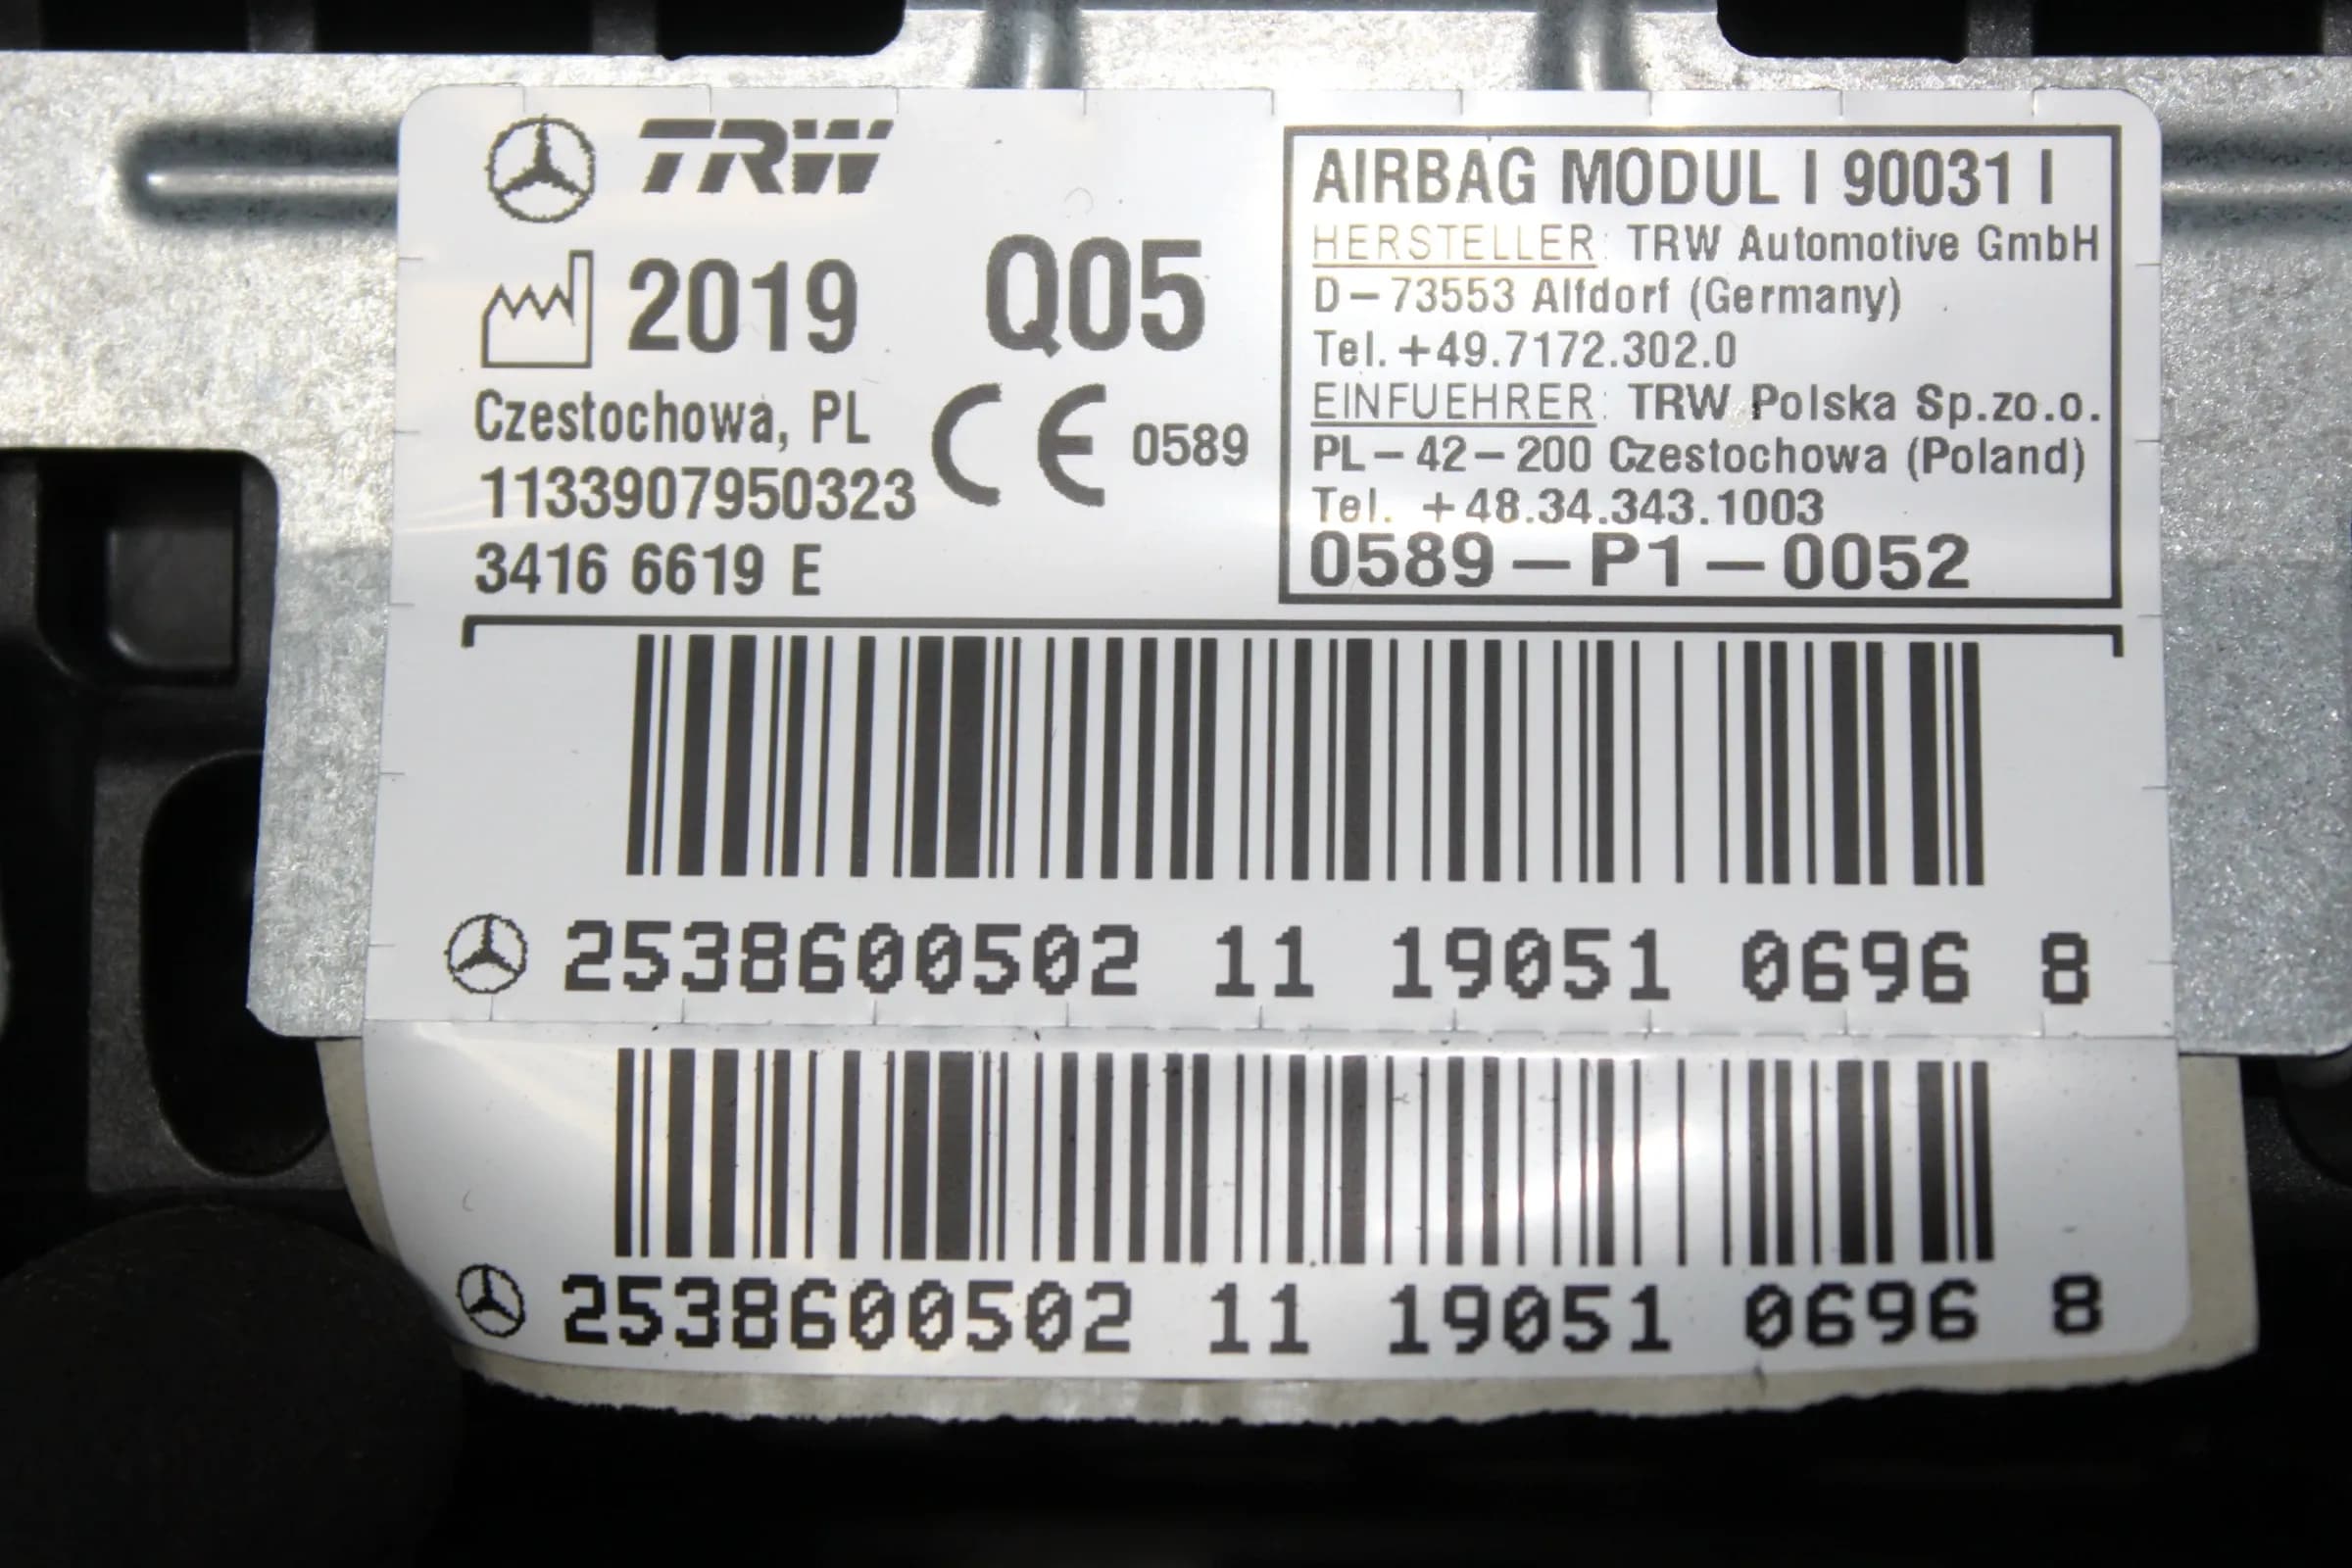 TRW
2019 Q05
Czestochowa, PL
CE 0589
1133907950323
3416 6619 E
AIRBAG MODUL I 90031 I
HERSTELLER: TRW Automotive GmbH
D-73553 Alfdorf (Germany)
Tel. +49.7172.302.0
EINFUEHRER: TRW Polska Sp.zo.o.
PL-42-200 Czestochowa (Poland)
Tel. +48.34.343.1003
0589-P1-0052
2538600502 11 19051 0696 8
2538600502 11 19051 0696 8